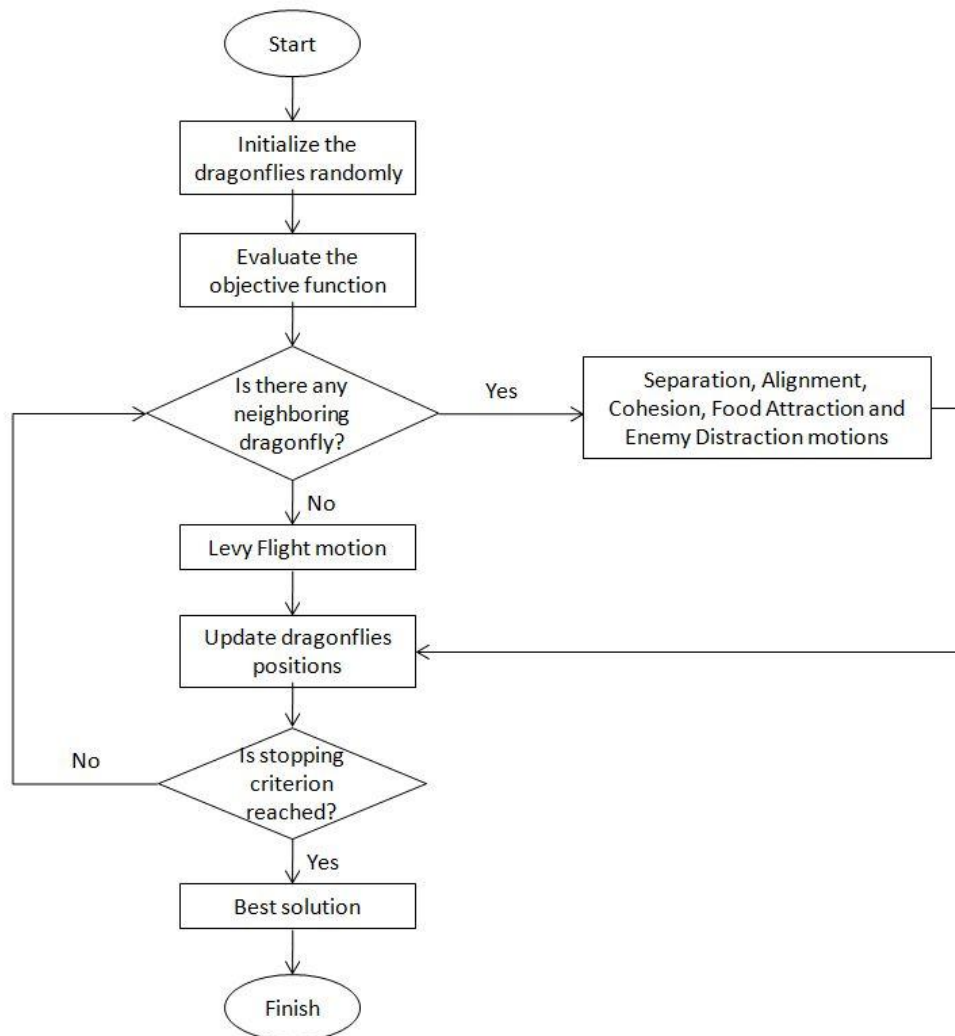 Start
Initialize the
dragonflies randomly
Evaluate the
objective function
Is there any
neighboring
dragonfly?
Yes
Separation, Alignment,
Cohesion, Food Attraction and
Enemy Distraction motions
No
Levy Flight motion
Update dragonflies
positions
Is stopping
criterion
reached?
No
Yes
Best solution
Finish